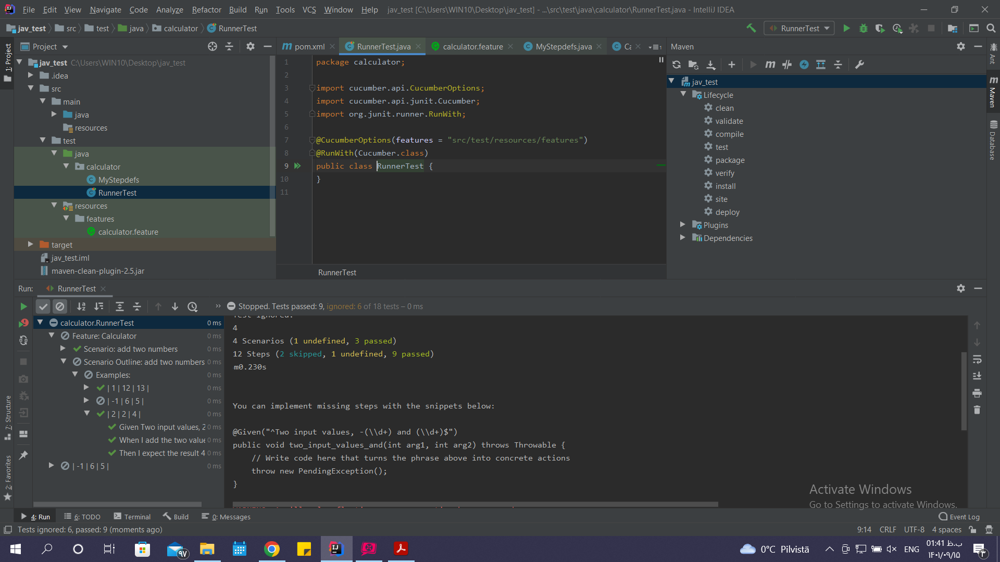 File Edit View Navigate Code Analyze Refactor Build Run Tools VCS Window Help jav_test [C:\Users\WIN10\Desktop\jav_test] - ...\src\test\java\calculator\RunnerTest.java - IntelliJ IDEA
jav_test src test java calculator RunnerTest
RunnerTest
1: Project
Project
jav_test C:\Users\WIN10\Desktop\jav_test
.idea
src
main
java
resources
test
java
calculator
MyStepdefs
RunnerTest
resources
features
calculator.feature
target
jav_test.iml
maven-clean-plugin-2.5.jar
pom.xml RunnerTest.java calculator.feature MyStepdefs.java Ca
1 package calculator;
2
3 import cucumber.api.CucumberOptions;
4 import cucumber.api.junit.Cucumber;
5 import org.junit.runner.RunWith;
6
7 @CucumberOptions(features = "src/test/resources/features")
8 @RunWith(Cucumber.class)
9 public class RunnerTest {
10 }
11
RunnerTest
Maven
jav_test
Lifecycle
clean
validate
compile
test
package
verify
install
site
deploy
Plugins
Dependencies
Ant
Maven
Database
Run: RunnerTest
Stopped. Tests passed: 9, ignored: 6 of 18 tests – 0 ms
calculator.RunnerTest 0 ms
Feature: Calculator 0 ms
Scenario: add two numbers 0 ms
Scenario Outline: add two numbers 0 ms
Examples: 0 ms
| 1 | 12 | 13 | 0 ms
| -1 | 6 | 5 | 0 ms
| 2 | 2 | 4 | 0 ms
Given Two input values, 2 0 ms
When I add the two value 0 ms
Then I expect the result 4 0 ms
| -1 | 6 | 5 | 0 ms
Test ignored.
4
4 Scenarios (1 undefined, 3 passed)
12 Steps (2 skipped, 1 undefined, 9 passed)
m0.230s
You can implement missing steps with the snippets below:
@Given("^Two input values, -(\\d+) and (\\d+)$")
public void two_input_values_and(int arg1, int arg2) throws Throwable {
// Write code here that turns the phrase above into concrete actions
throw new PendingException();
}
7: Structure
2: Favorites
Activate Windows
Go to Settings to activate Windows.
4: Run 6: TODO Terminal Build 0: Messages Event Log
Tests ignored: 6, passed: 9 (moments ago) 9:14 CRLF UTF-8 4 spaces
۹۷
0°C Pilvistä ENG
01:41 ب.ظ
۱۴۰۱/۰۹/۱۵
۳